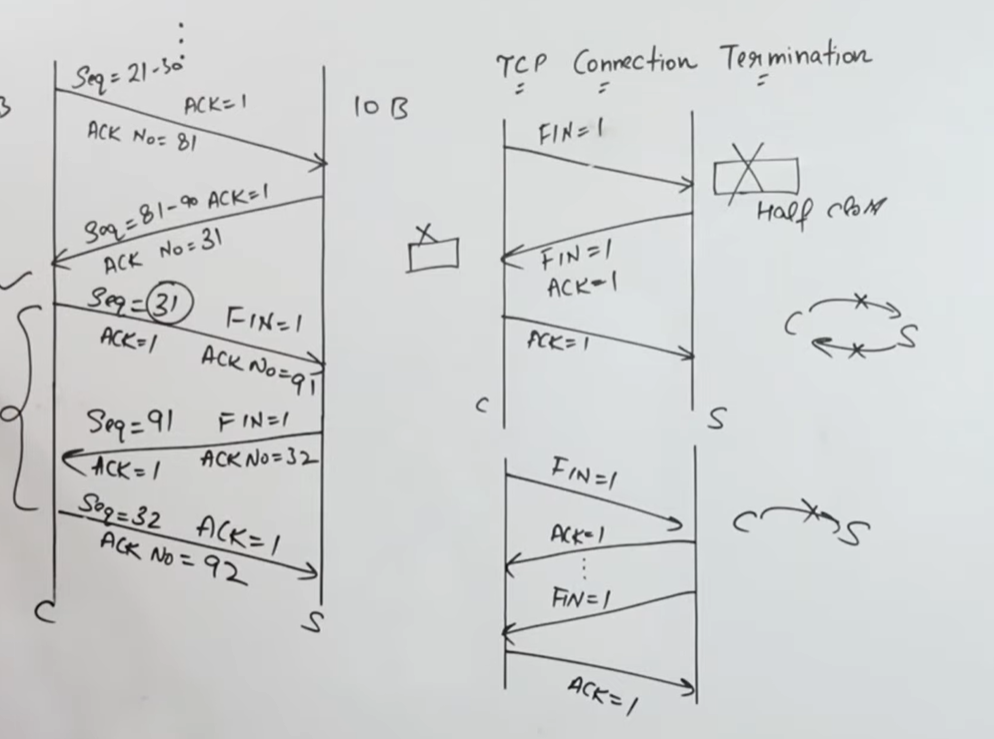 Seq = 21-30
ACK=1
ACK No= 81
10 B
Seq = 81-90 ACK=1
ACK No=31
Seq = 31 FIN=1
ACK=1 ACK No=91
Seq=91 FIN=1
ACK=1 ACK No=32
Seq=32 ACK=1
ACK No = 92
C S
TCP Connection Termination
FIN=1
Half close
FIN=1
ACK=1
ACK=1
C S
C S
FIN=1
ACK=1
FIN=1
ACK=1
C S